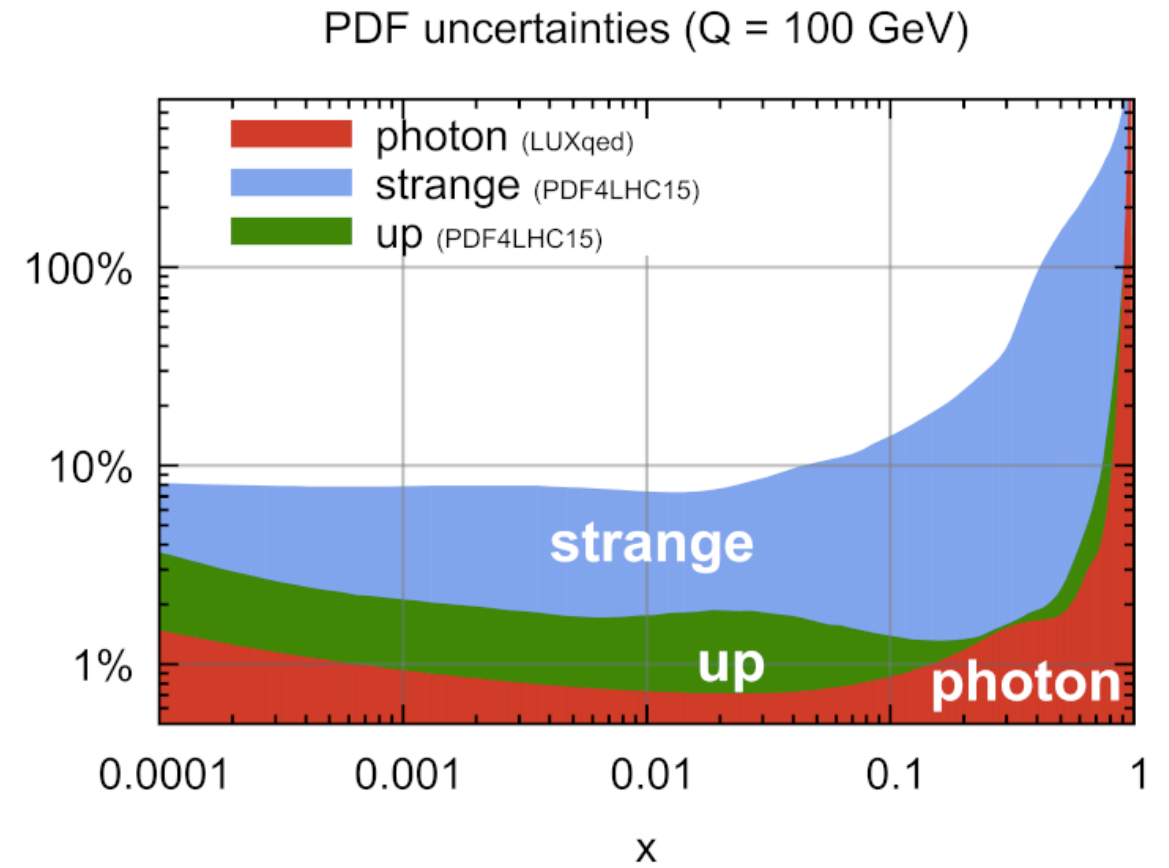 PDF uncertainties (Q = 100 GeV)
photon (LUXqed)
strange (PDF4LHC15)
up (PDF4LHC15)
100%
10%
strange
up
1%
photon
0.0001 0.001 0.01 0.1 1
x